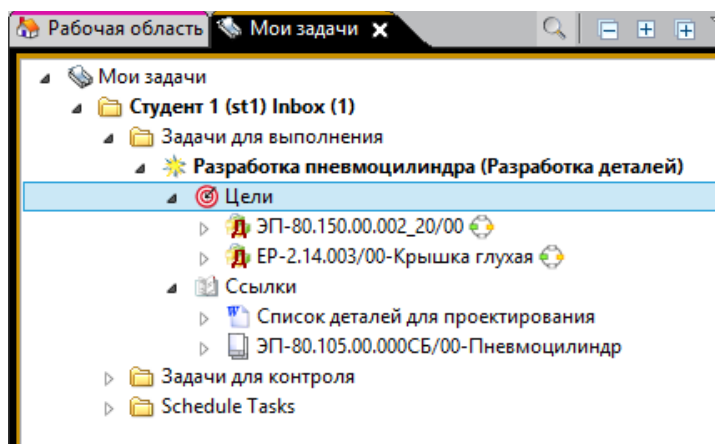 Рабочая область Мои задачи
Мои задачи
Студент 1 (st1) Inbox (1)
Задачи для выполнения
Разработка пневмоцилиндра (Разработка деталей)
Цели
ЭП-80.150.00.002_20/00
ЕР-2.14.003/00-Крышка глухая
Ссылки
Список деталей для проектирования
ЭП-80.105.00.000СБ/00-Пневмоцилиндр
Задачи для контроля
Schedule Tasks